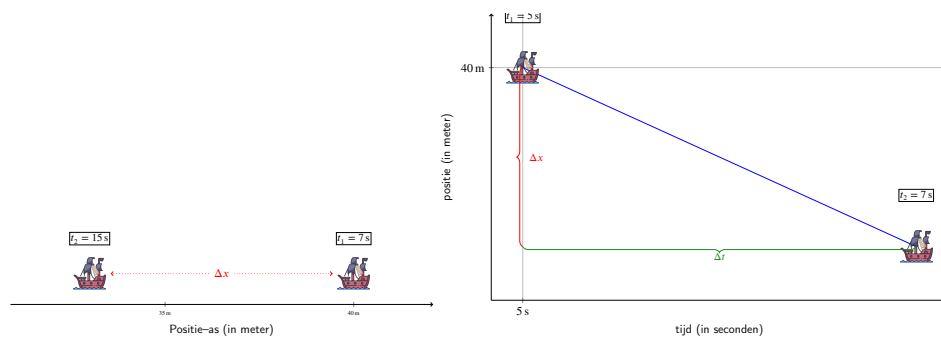 t₂ = 15 s
t₁ = 7 s
Δx
35 m
40 m
Positie–as (in meter)
t₁ = 5 s
40 m
positie (in meter)
Δx
t₂ = 7 s
Δt
5 s
tijd (in seconden)